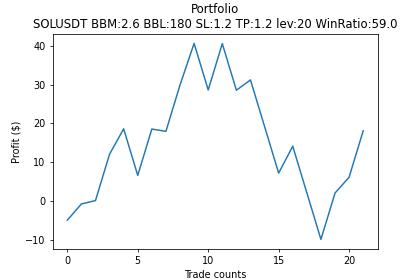 Portfolio
SOLUSDT BBM:2.6 BBL:180 SL:1.2 TP:1.2 lev:20 WinRatio:59.0
40
30
20
10
0
−10
Profit ($)
0 5 10 15 20
Trade counts